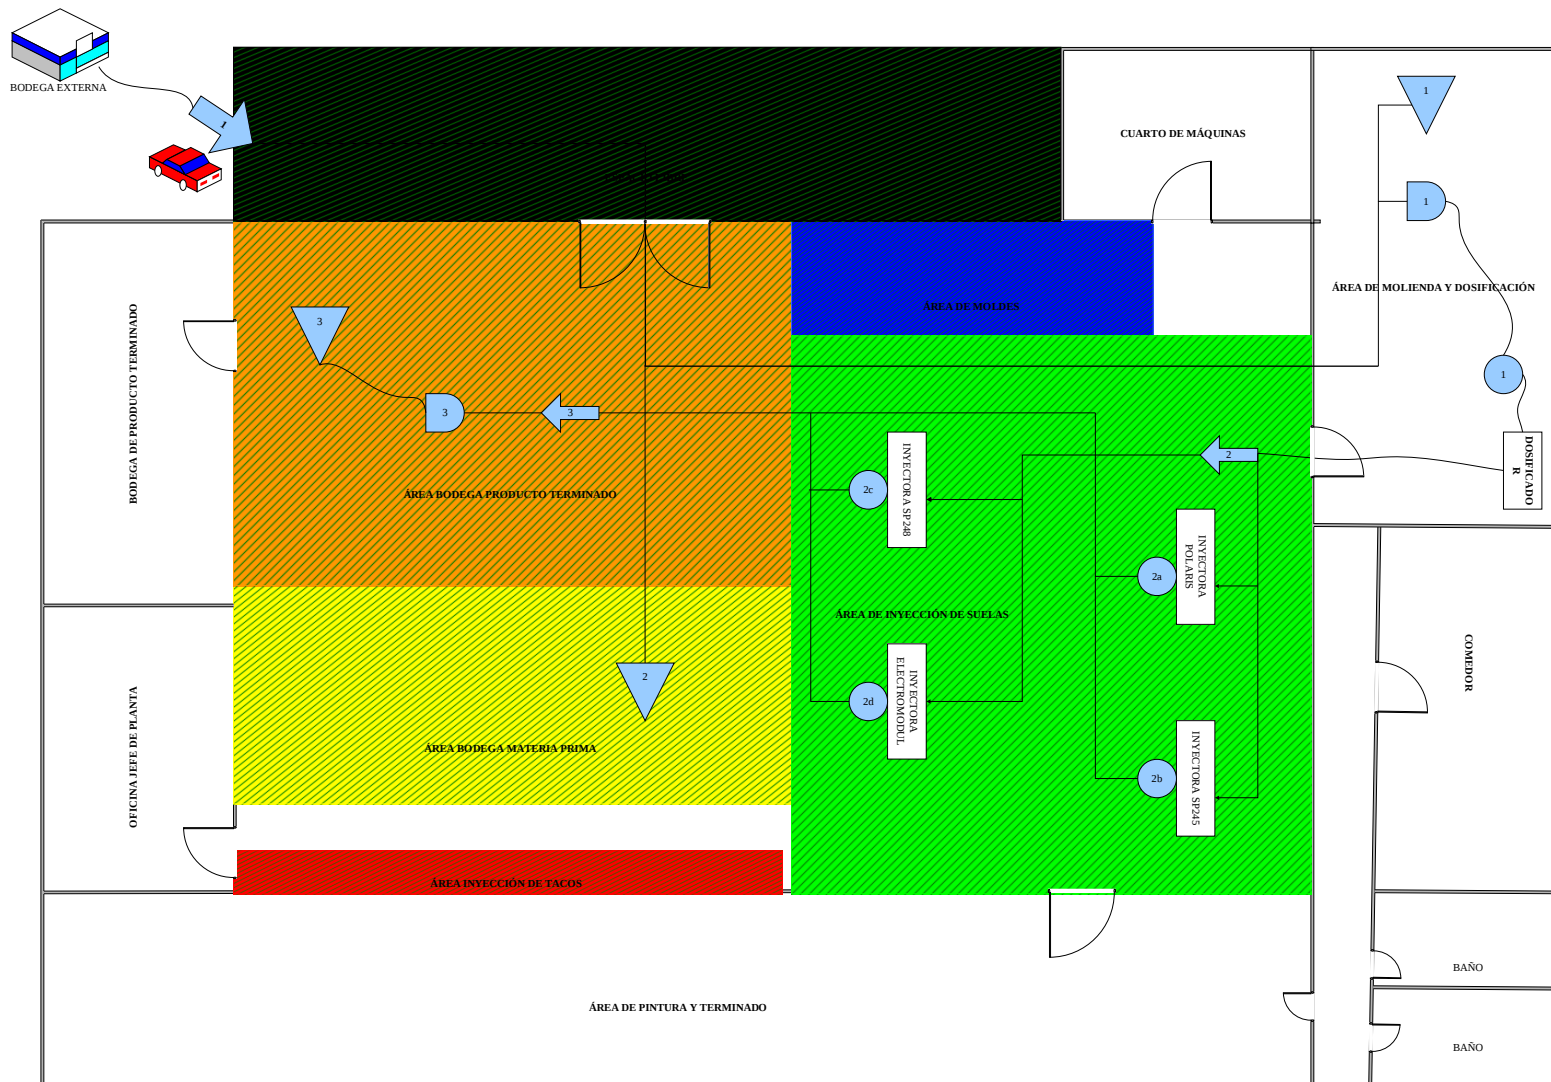 BODEGA EXTERNA
1
CUARTO DE MÁQUINAS
1
1
ÁREA DE MOLIENDA Y DOSIFICACIÓN
1
DOSIFICADO
R
ÁREA DE MOLDES
BODEGA DE PRODUCTO TERMINADO
3
3
3
ÁREA BODEGA PRODUCTO TERMINADO
2
INYECTORA SP248
2c
INYECTORA
POLARIS
2a
ÁREA DE INYECCIÓN DE SUELAS
INYECTORA
ELECTROMODUL
2d
INYECTORA SP245
2b
COMEDOR
2
ÁREA BODEGA MATERIA PRIMA
OFICINA JEFE DE PLANTA
ÁREA INYECCIÓN DE TACOS
ÁREA DE PINTURA Y TERMINADO
BAÑO
BAÑO